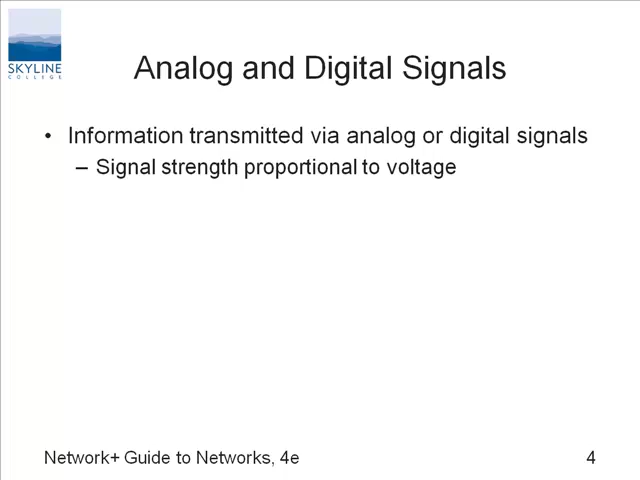 SKYLINE
COLLEGE
Analog and Digital Signals
• Information transmitted via analog or digital signals
– Signal strength proportional to voltage
Network+ Guide to Networks, 4e
4